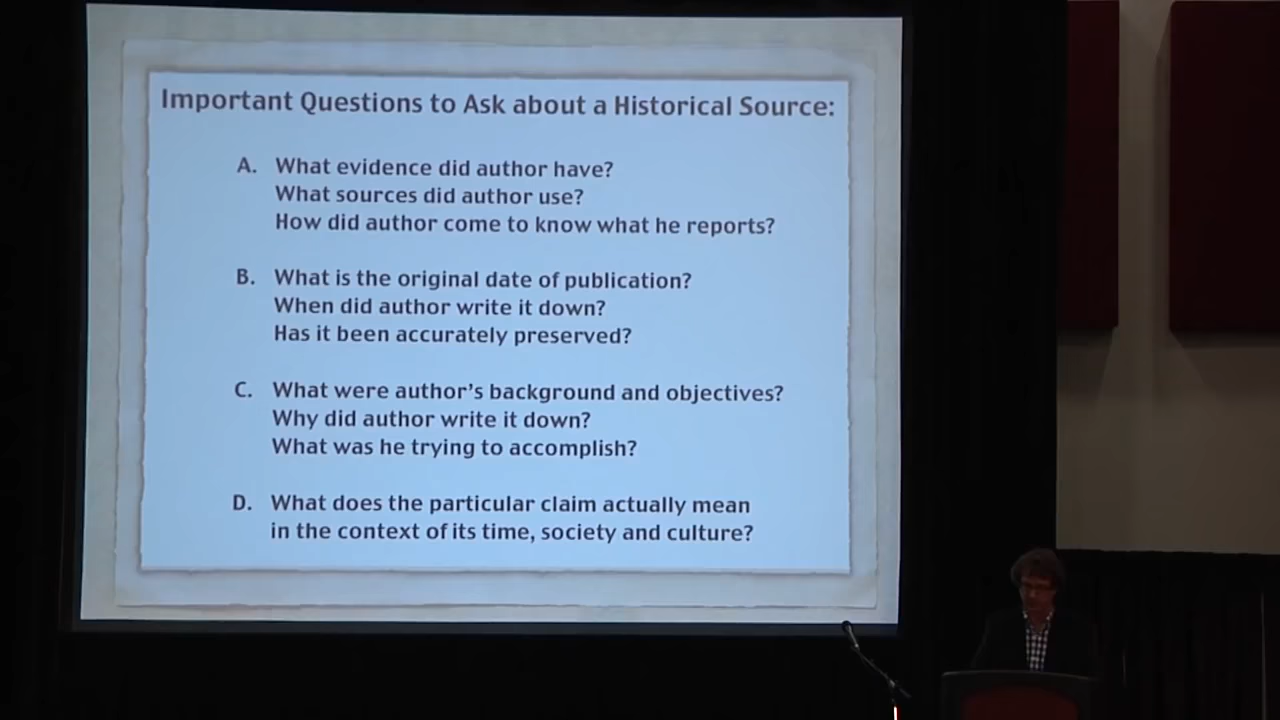 Important Questions to Ask about a Historical Source:
A. What evidence did author have?
What sources did author use?
How did author come to know what he reports?
B. What is the original date of publication?
When did author write it down?
Has it been accurately preserved?
C. What were author's background and objectives?
Why did author write it down?
What was he trying to accomplish?
D. What does the particular claim actually mean
in the context of its time, society and culture?